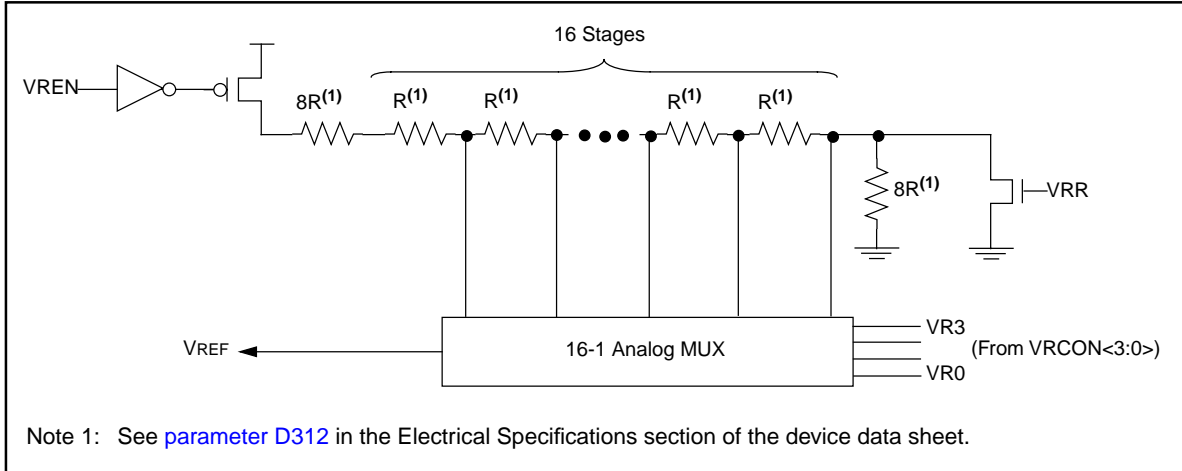 16 Stages
VREN
8R(1) R(1) R(1) R(1) R(1)
8R(1)
VRR
VR3
VREF
16-1 Analog MUX
(From VRCON<3:0>)
VR0
Note 1: See parameter D312 in the Electrical Specifications section of the device data sheet.